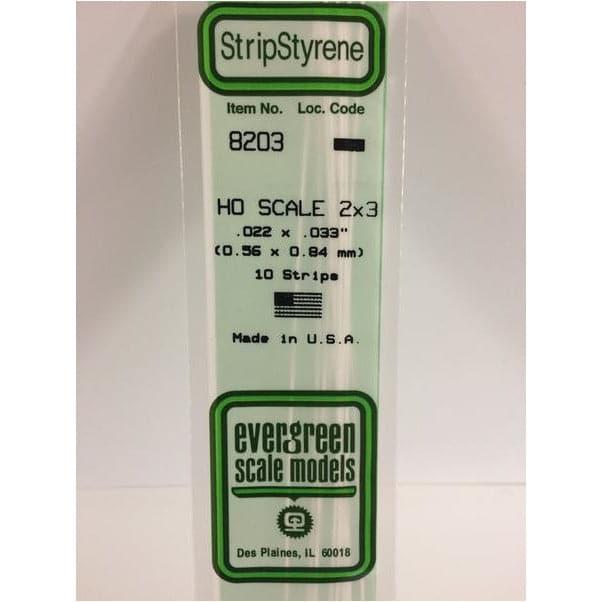 StripStyrene
Item No. Loc. Code
8203
HO SCALE 2x3
.022 x .033"
(0.56 x 0.84 mm)
10 Strips
Made in U.S.A.
evergreen
scale models
Des Plaines, IL 60018